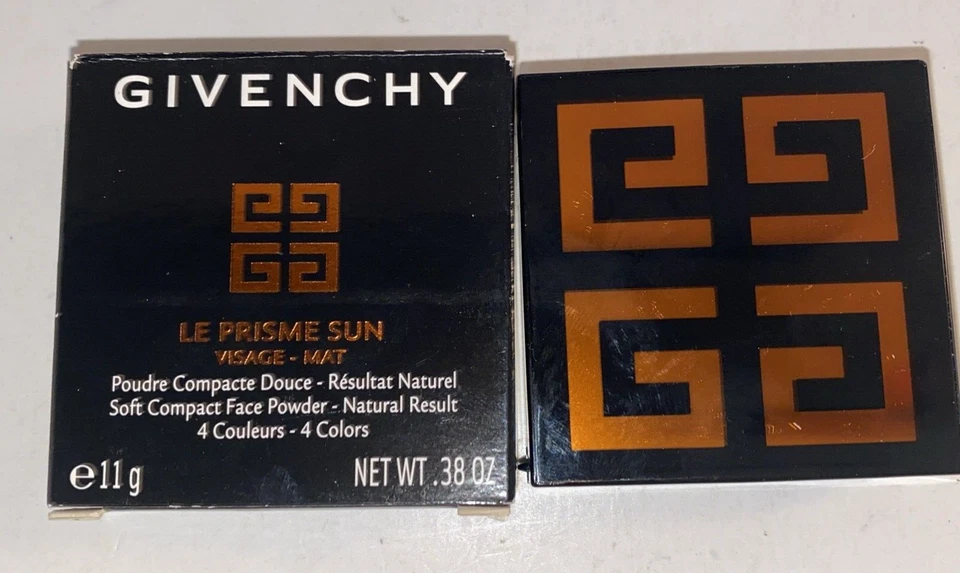 GIVENCHY
LE PRISME SUN
VISAGE - MAT
Poudre Compacte Douce - Résultat Naturel
Soft Compact Face Powder - Natural Result
4 Couleurs - 4 Colors
℮11g
NET WT .38 OZ